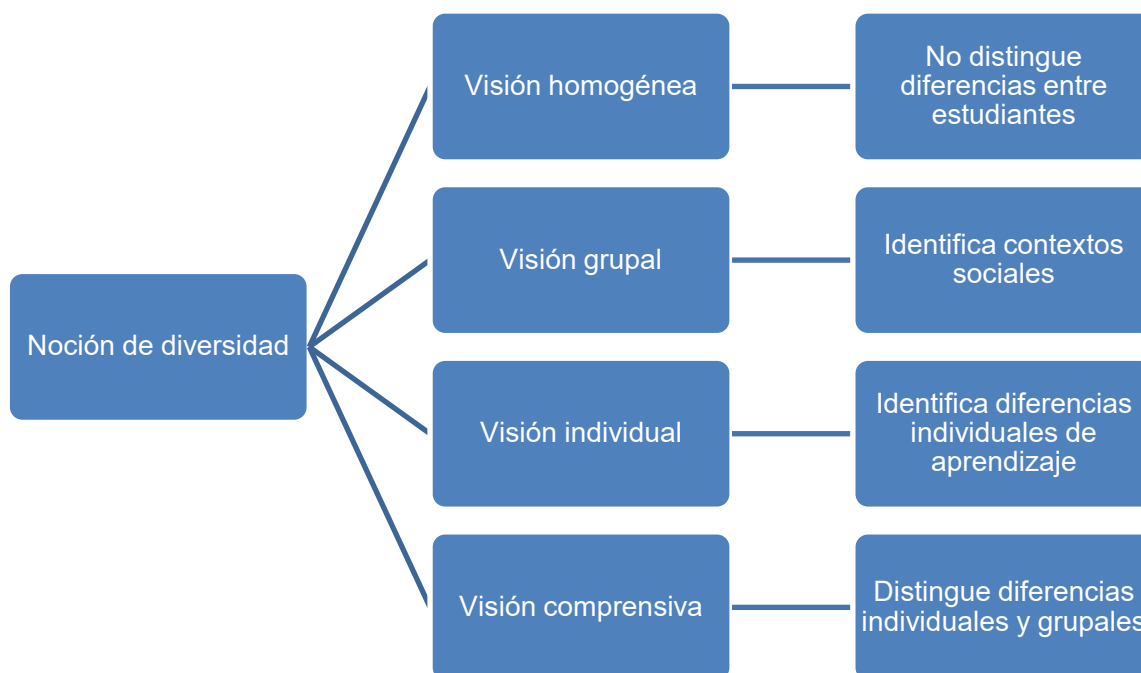 Noción de diversidad
Visión homogénea
No distingue
diferencias entre
estudiantes
Visión grupal
Identifica contextos
sociales
Visión individual
Identifica diferencias
individuales de
aprendizaje
Visión comprensiva
Distingue diferencias
individuales y grupales